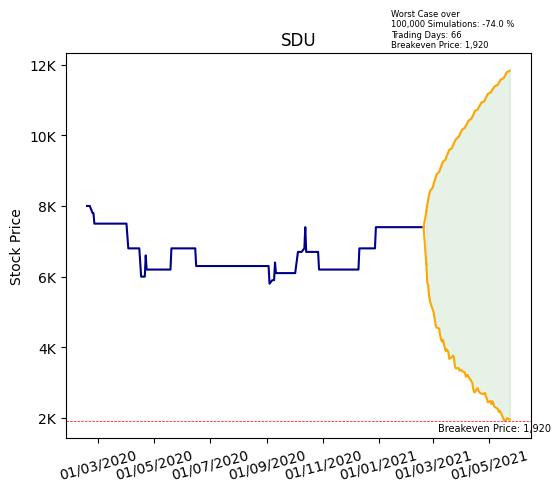 Worst Case over
100,000 Simulations: -74.0 %
Trading Days: 66
Breakeven Price: 1,920
SDU
Stock Price
12K
10K
8K
6K
4K
2K
Breakeven Price: 1,920
01/03/2020
01/05/2020
01/07/2020
01/09/2020
01/11/2020
01/01/2021
01/03/2021
01/05/2021